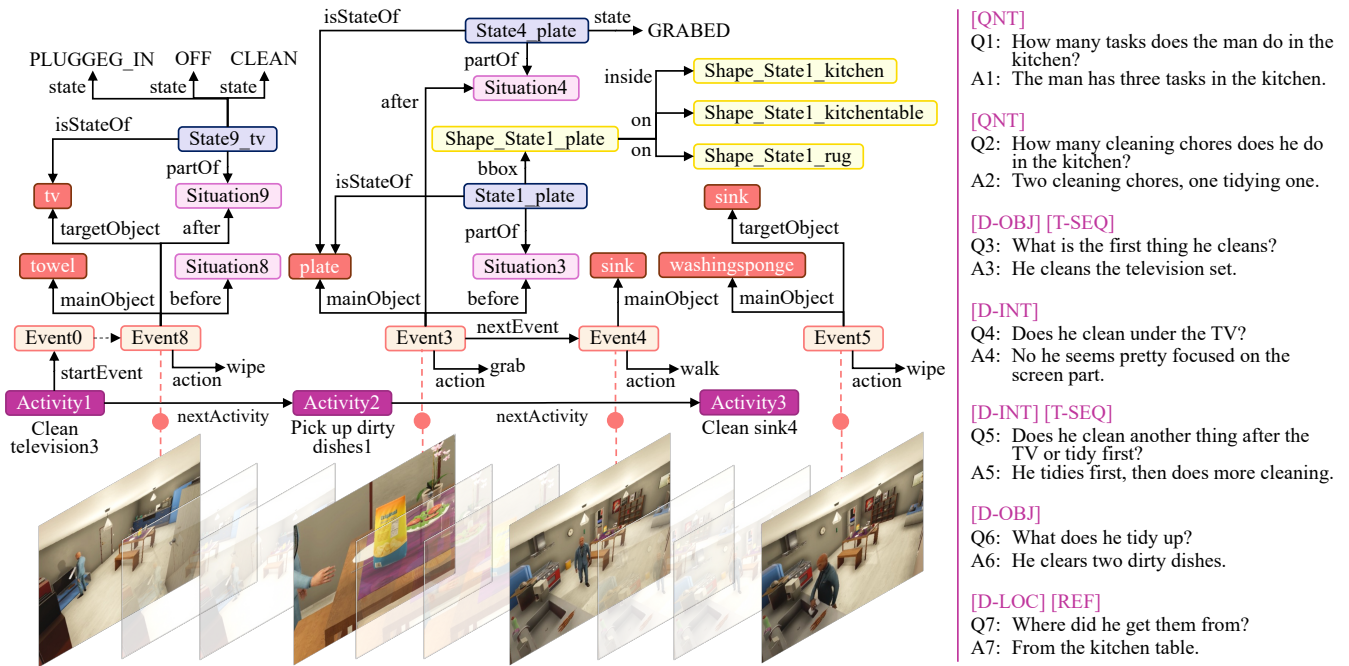 isStateOf
State4_plate
state
GRABED
PLUGGEG_IN
OFF
CLEAN
state
state
state
partOf
inside
Shape_State1_kitchen
after
Situation4
isStateOf
State9_tv
Shape_State1_plate
on
on
Shape_State1_kitchentable
Shape_State1_rug
partOf
bbox
isStateOf
tv
Situation9
State1_plate
sink
targetObject
after
partOf
targetObject
towel
Situation8
plate
Situation3
sink
washingsponge
mainObject
before
mainObject
before
mainObject
mainObject
Event0
Event8
Event3
nextEvent
Event4
Event5
startEvent
action
wipe
action
grab
action
walk
action
wipe
Activity1
nextActivity
Activity2
nextActivity
Activity3
Clean
television3
Pick up dirty
dishes1
Clean sink4
[QNT]
Q1: How many tasks does the man do in the
kitchen?
A1: The man has three tasks in the kitchen.
[QNT]
Q2: How many cleaning chores does he do
in the kitchen?
A2: Two cleaning chores, one tidying one.
[D-OBJ] [T-SEQ]
Q3: What is the first thing he cleans?
A3: He cleans the television set.
[D-INT]
Q4: Does he clean under the TV?
A4: No he seems pretty focused on the
screen part.
[D-INT] [T-SEQ]
Q5: Does he clean another thing after the
TV or tidy first?
A5: He tidies first, then does more cleaning.
[D-OBJ]
Q6: What does he tidy up?
A6: He clears two dirty dishes.
[D-LOC] [REF]
Q7: Where did he get them from?
A7: From the kitchen table.